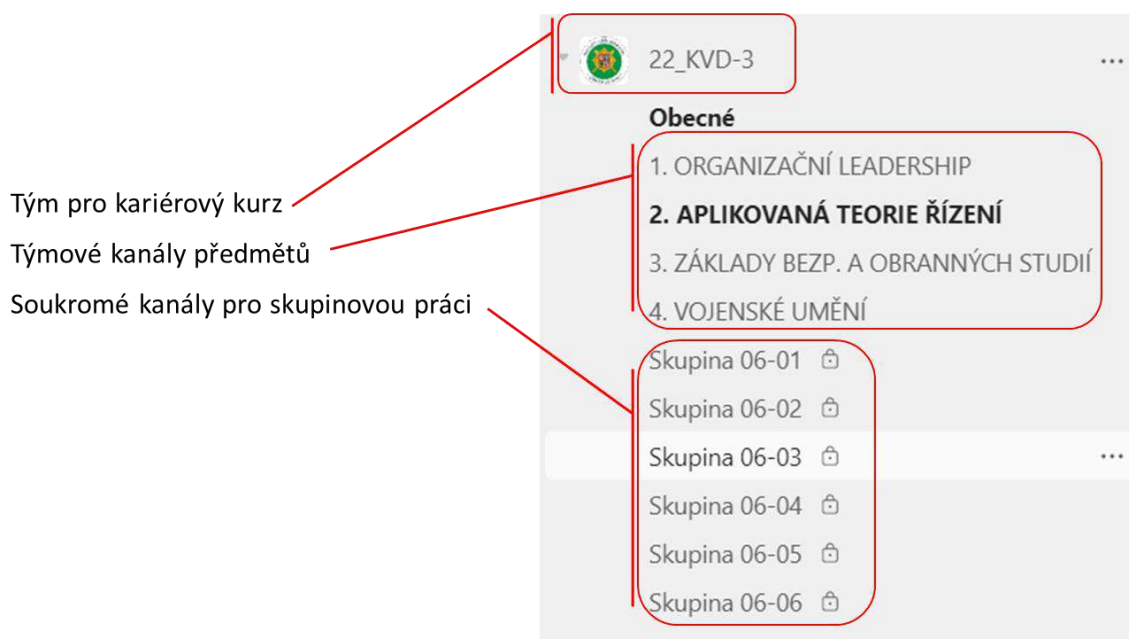 22_KVD-3
Obecné
1. ORGANIZAČNÍ LEADERSHIP
Tým pro kariérový kurz
2. APLIKOVANÁ TEORIE ŘÍZENÍ
Týmové kanály předmětů
3. ZÁKLADY BEZP. A OBRANNÝCH STUDIÍ
Soukromé kanály pro skupinovou práci
4. VOJENSKÉ UMĚNÍ
Skupina 06-01
Skupina 06-02
Skupina 06-03
Skupina 06-04
Skupina 06-05
Skupina 06-06